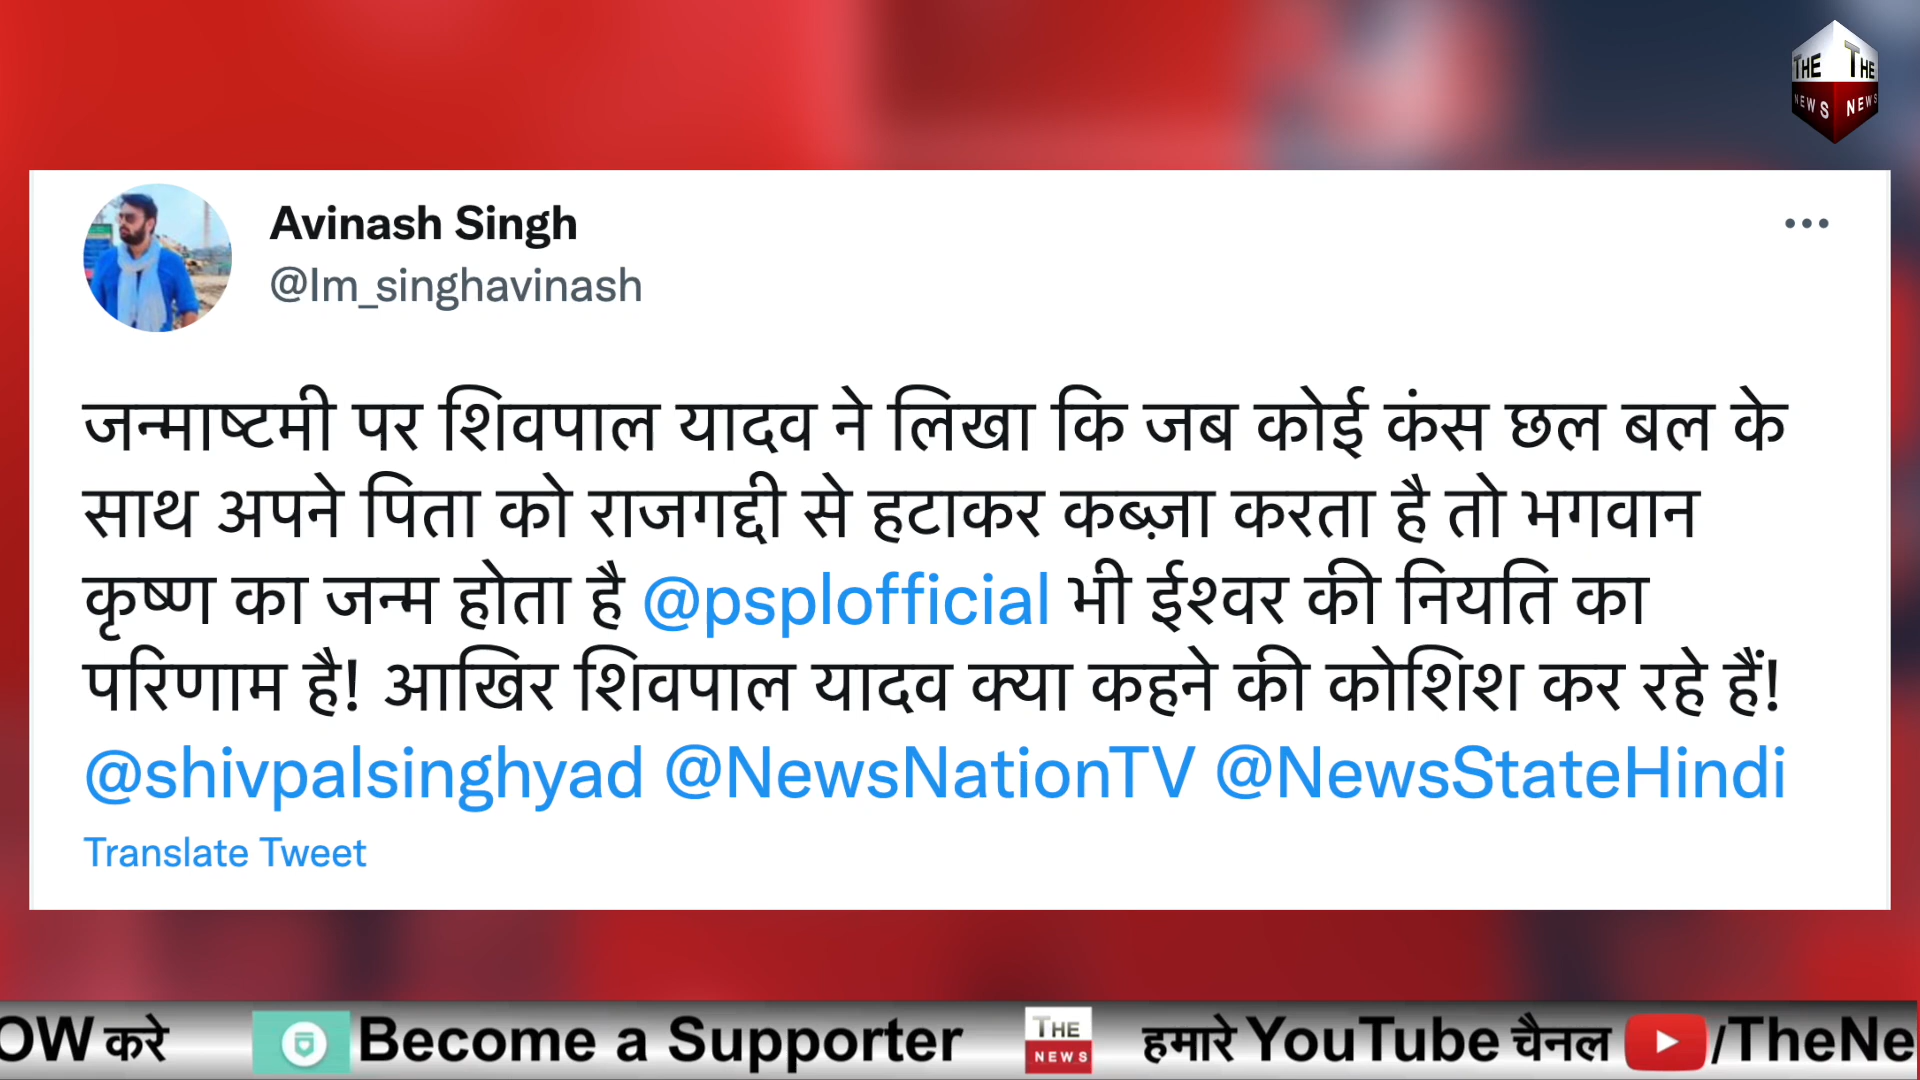 THE THE
NEWS NEWS
Avinash Singh
@Im_singhavinash
जन्माष्टमी पर शिवपाल यादव ने लिखा कि जब कोई कंस छल बल के
साथ अपने पिता को राजगद्दी से हटाकर कब्ज़ा करता है तो भगवान
कृष्ण का जन्म होता है @psplofficial भी ईश्वर की नियति का
परिणाम है! आखिर शिवपाल यादव क्या कहने की कोशिश कर रहे हैं!
@shivpalsinghyad @NewsNationTV @NewsStateHindi
Translate Tweet
OW करे Become a Supporter THE NEWS हमारे YouTube चैनल /TheNe